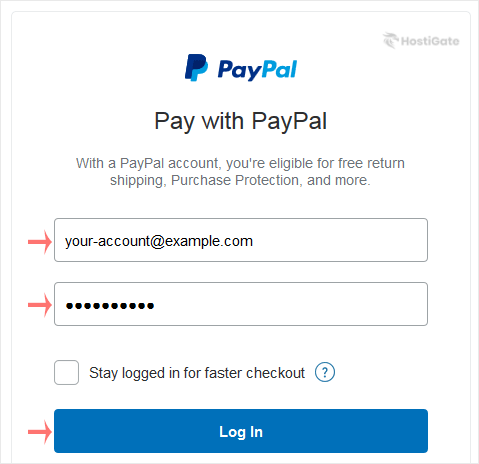 HostiGate
PayPal
Pay with PayPal
With a PayPal account, you're eligible for free return
shipping, Purchase Protection, and more.
your-account@example.com
●●●●●●●●●●
Stay logged in for faster checkout ?
Log In